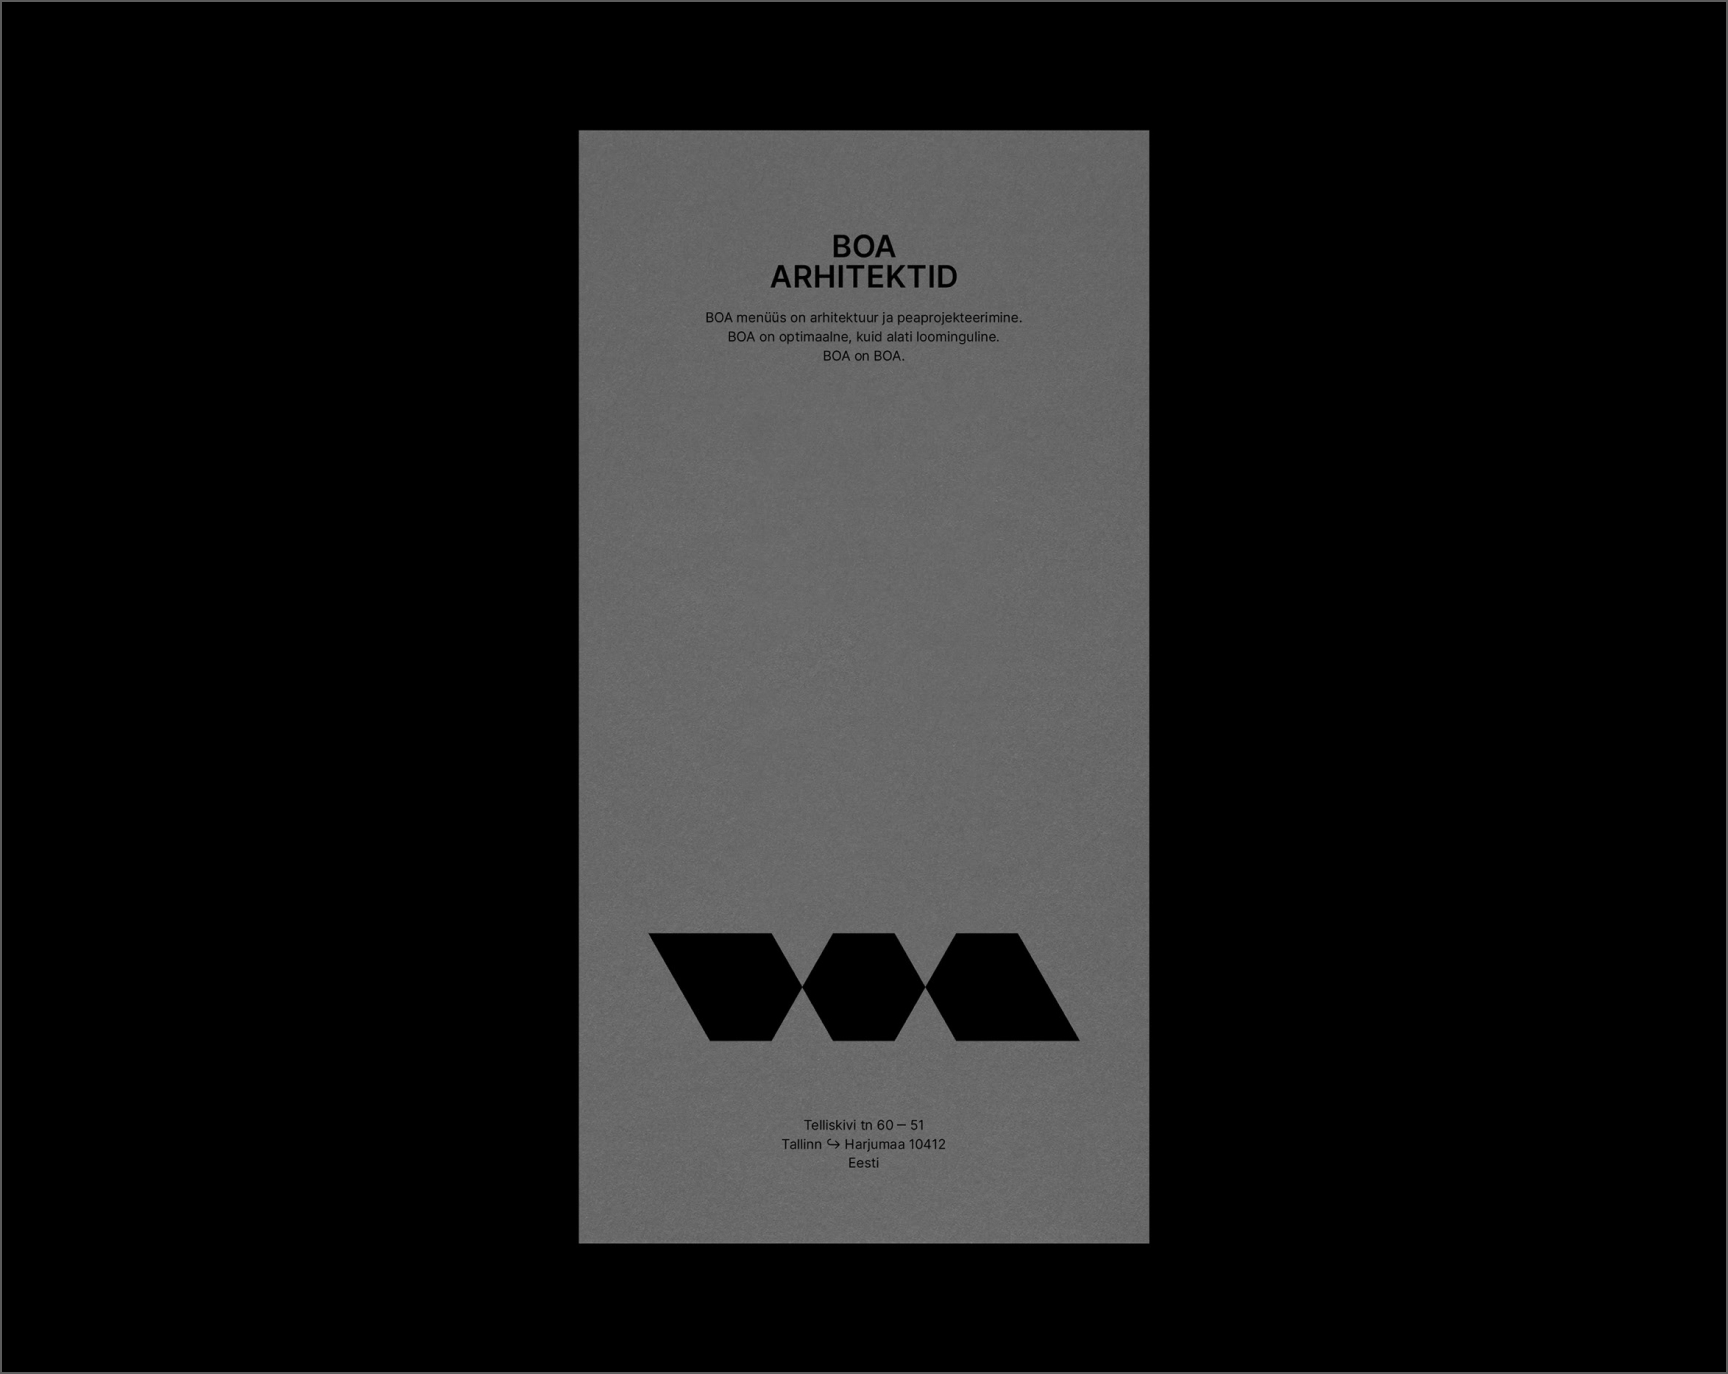 BOA
ARHITEKTID
BOA menüüs on arhitektuur ja peaprojekteerimine.
BOA on optimaalne, kuid alati loominguline.
BOA on BOA.
Telliskivi tn 60 – 51
Tallinn ↪ Harjumaa 10412
Eesti